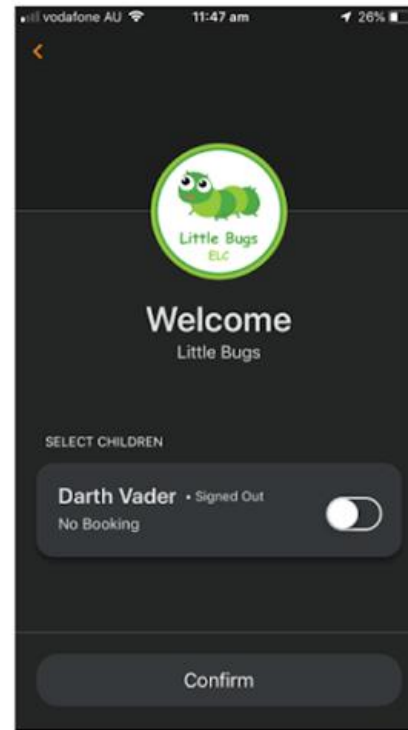 vodafone AU 11:47 am 26%
Little Bugs
ELC
Welcome
Little Bugs
SELECT CHILDREN
Darth Vader • Signed Out
No Booking
Confirm